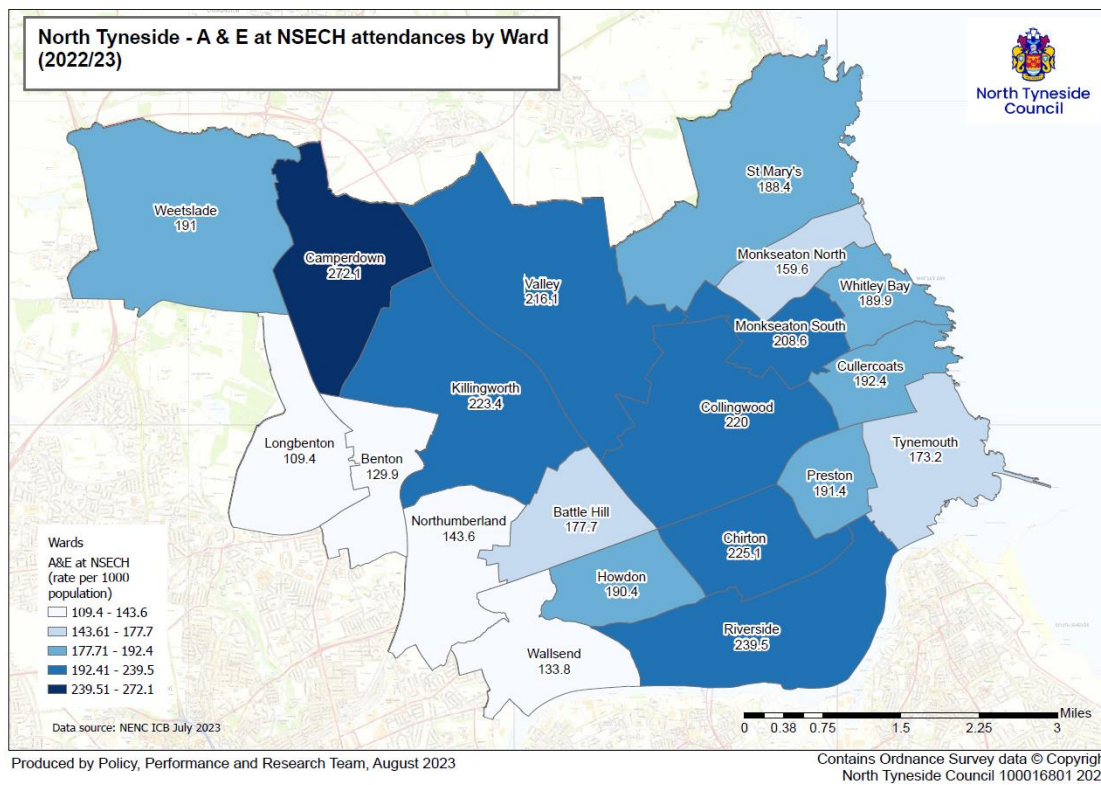 North Tyneside - A & E at NSECH attendances by Ward
(2022/23)
North Tyneside
Council
St Mary's
188.4
Weetslade
191
Camperdown
272.1
Monkseaton North
159.6
Valley
216.1
Whitley Bay
189.9
Monkseaton South
208.6
Cullercoats
192.4
Killingworth
223.4
Collingwood
220
Longbenton
109.4
Benton
129.9
Tynemouth
173.2
Preston
191.4
Northumberland
143.6
Battle Hill
177.7
Chirton
225.1
Howdon
190.4
Riverside
239.5
Wallsend
133.8
Wards
A&E at NSECH
(rate per 1000
population)
109.4 - 143.6
143.61 - 177.7
177.71 - 192.4
192.41 - 239.5
239.51 - 272.1
Data source: NENC ICB July 2023
Miles
0 0.38 0.75 1.5 2.25 3
Produced by Policy, Performance and Research Team, August 2023
Contains Ordnance Survey data © Copyrigh
North Tyneside Council 100016801 202